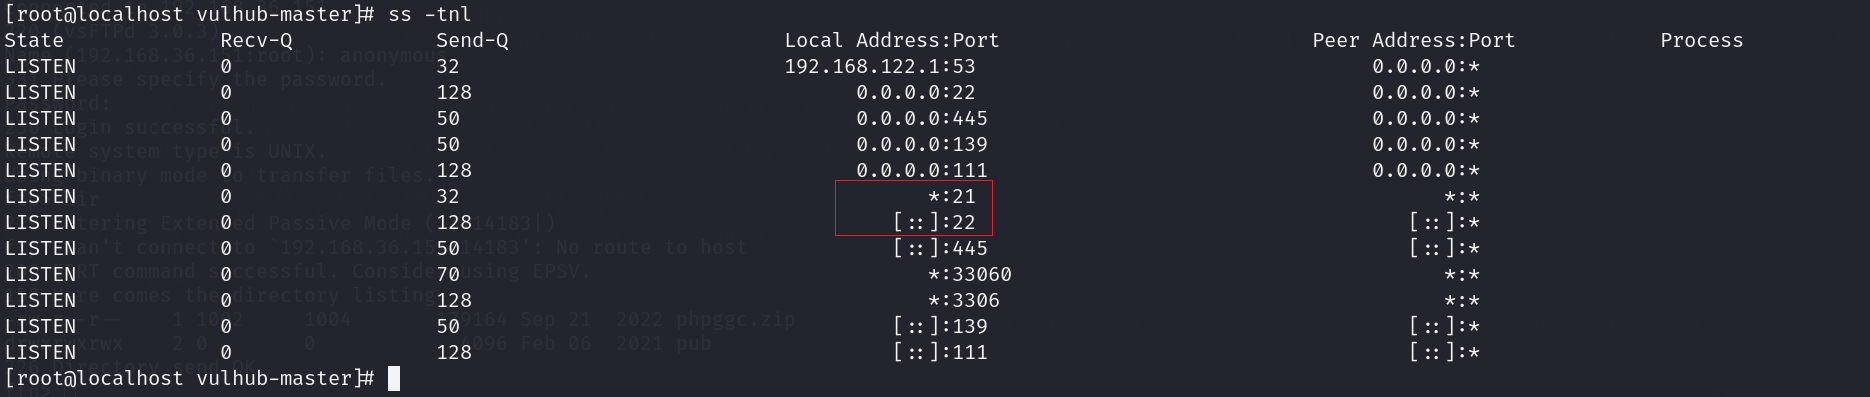 [root@localhost vulhub-master]# ss -tnl
State Recv-Q Send-Q Local Address:Port Peer Address:Port Process
LISTEN 0 32 192.168.122.1:53 0.0.0.0:*
LISTEN 0 128 0.0.0.0:22 0.0.0.0:*
LISTEN 0 50 0.0.0.0:445 0.0.0.0:*
LISTEN 0 50 0.0.0.0:139 0.0.0.0:*
LISTEN 0 128 0.0.0.0:111 0.0.0.0:*
LISTEN 0 32 *:21 *:*
LISTEN 0 128 [::]:22 [::]:*
LISTEN 0 50 [::]:445 [::]:*
LISTEN 0 70 *:33060 *:*
LISTEN 0 128 *:3306 *:*
LISTEN 0 50 [::]:139 [::]:*
LISTEN 0 128 [::]:111 [::]:*
[root@localhost vulhub-master]#